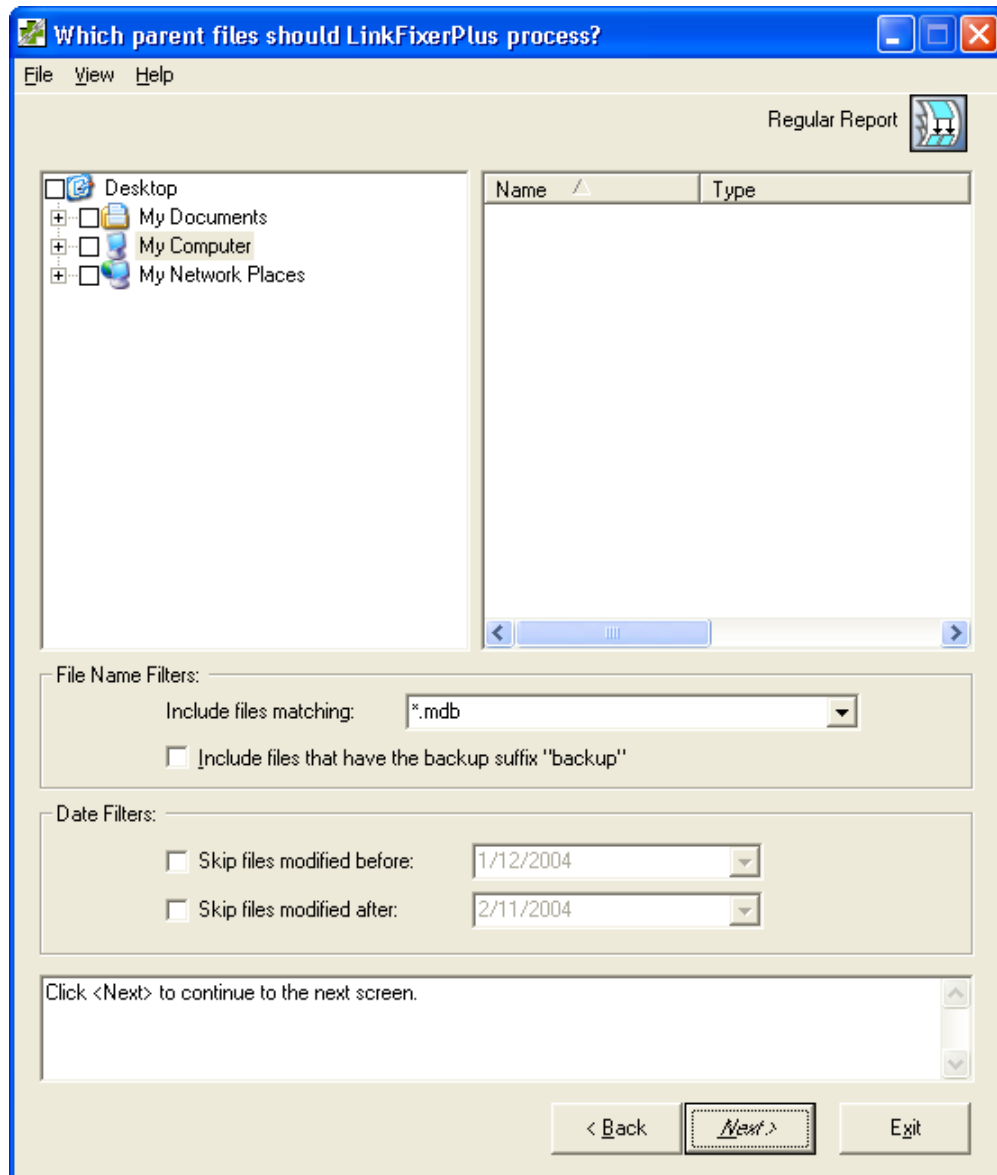 Which parent files should LinkFixerPlus process?
File View Help
Regular Report
Desktop
My Documents
My Computer
My Network Places
Name Type
File Name Filters:
Include files matching: *.mdb
Include files that have the backup suffix "backup"
Date Filters:
Skip files modified before: 1/12/2004
Skip files modified after: 2/11/2004
Click <Next> to continue to the next screen.
< Back Next > Exit